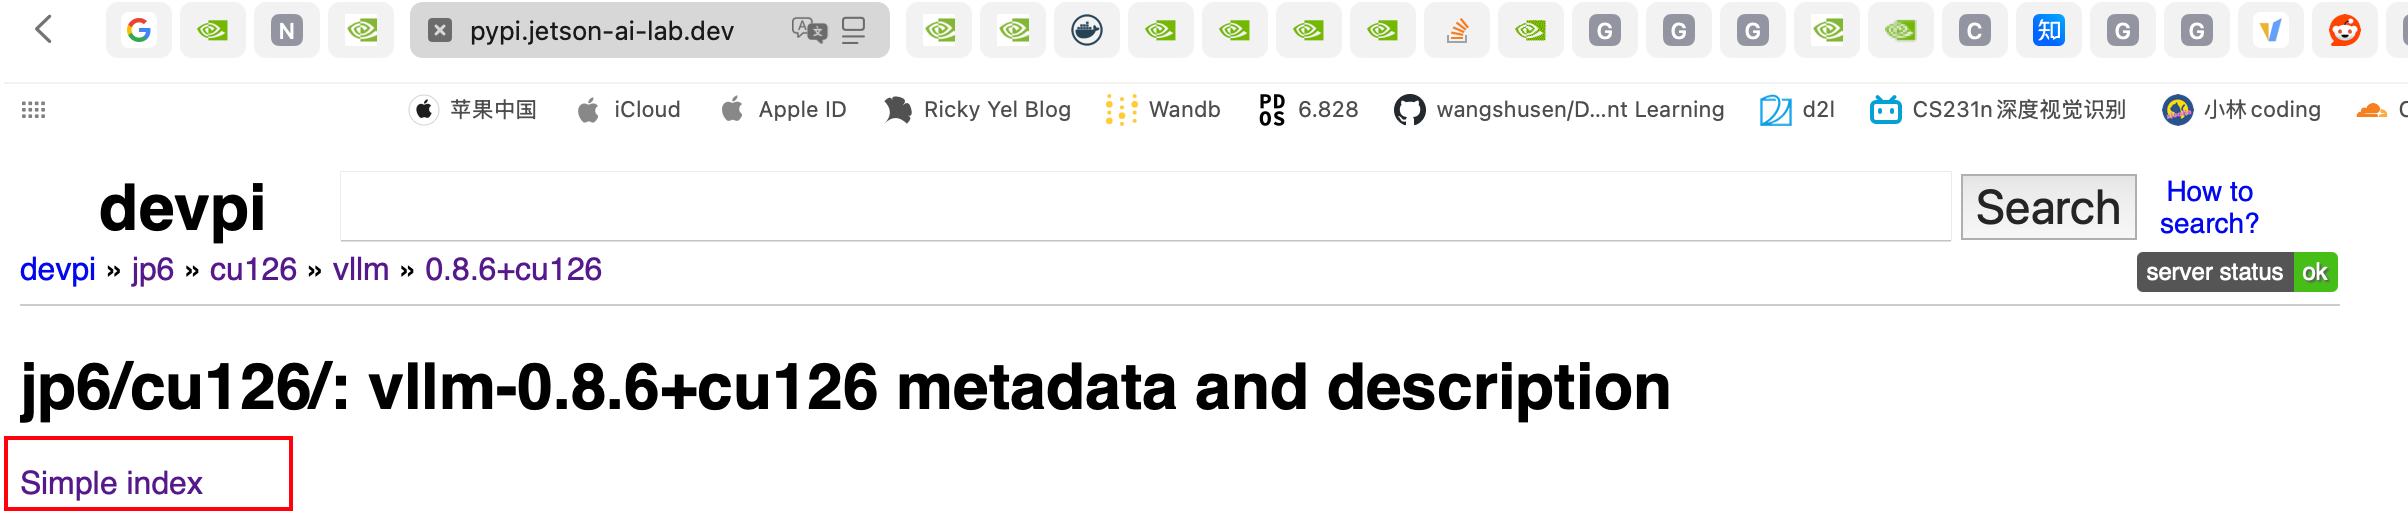 pypi.jetson-ai-lab.dev
苹果中国 iCloud Apple ID Ricky Yel Blog Wandb PDOS 6.828 wangshusen/D...nt Learning d2l CS231n深度视觉识别 小林coding
devpi Search How to search?
devpi » jp6 » cu126 » vllm » 0.8.6+cu126 server status ok
jp6/cu126/: vllm-0.8.6+cu126 metadata and description
Simple index